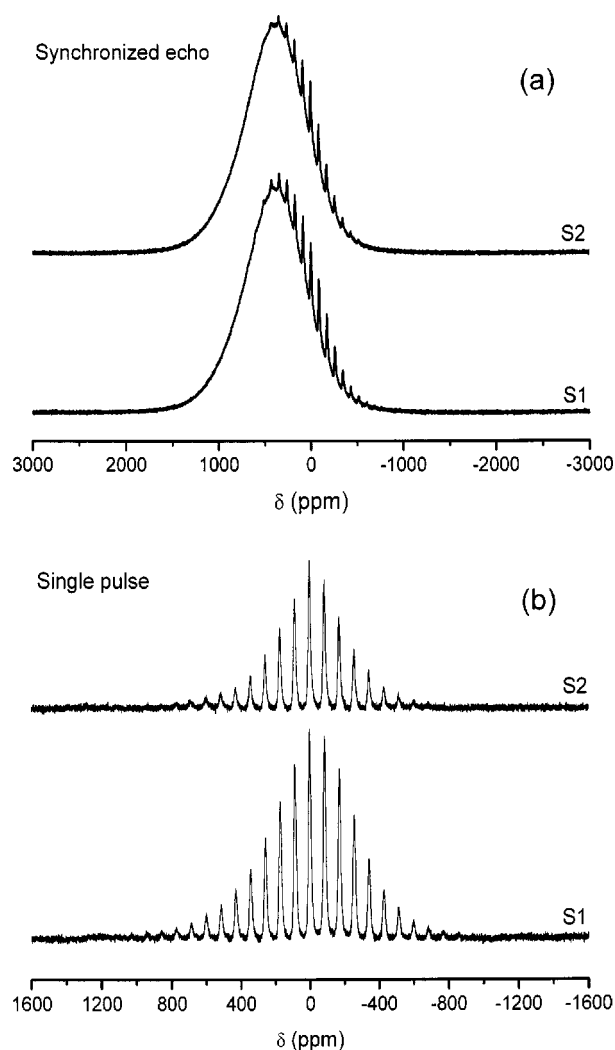 Synchronized echo
(a)
S2
S1
3000 2000 1000 0 -1000 -2000 -3000
δ (ppm)
Single pulse
(b)
S2
S1
1600 1200 800 400 0 -400 -800 -1200 -1600
δ (ppm)